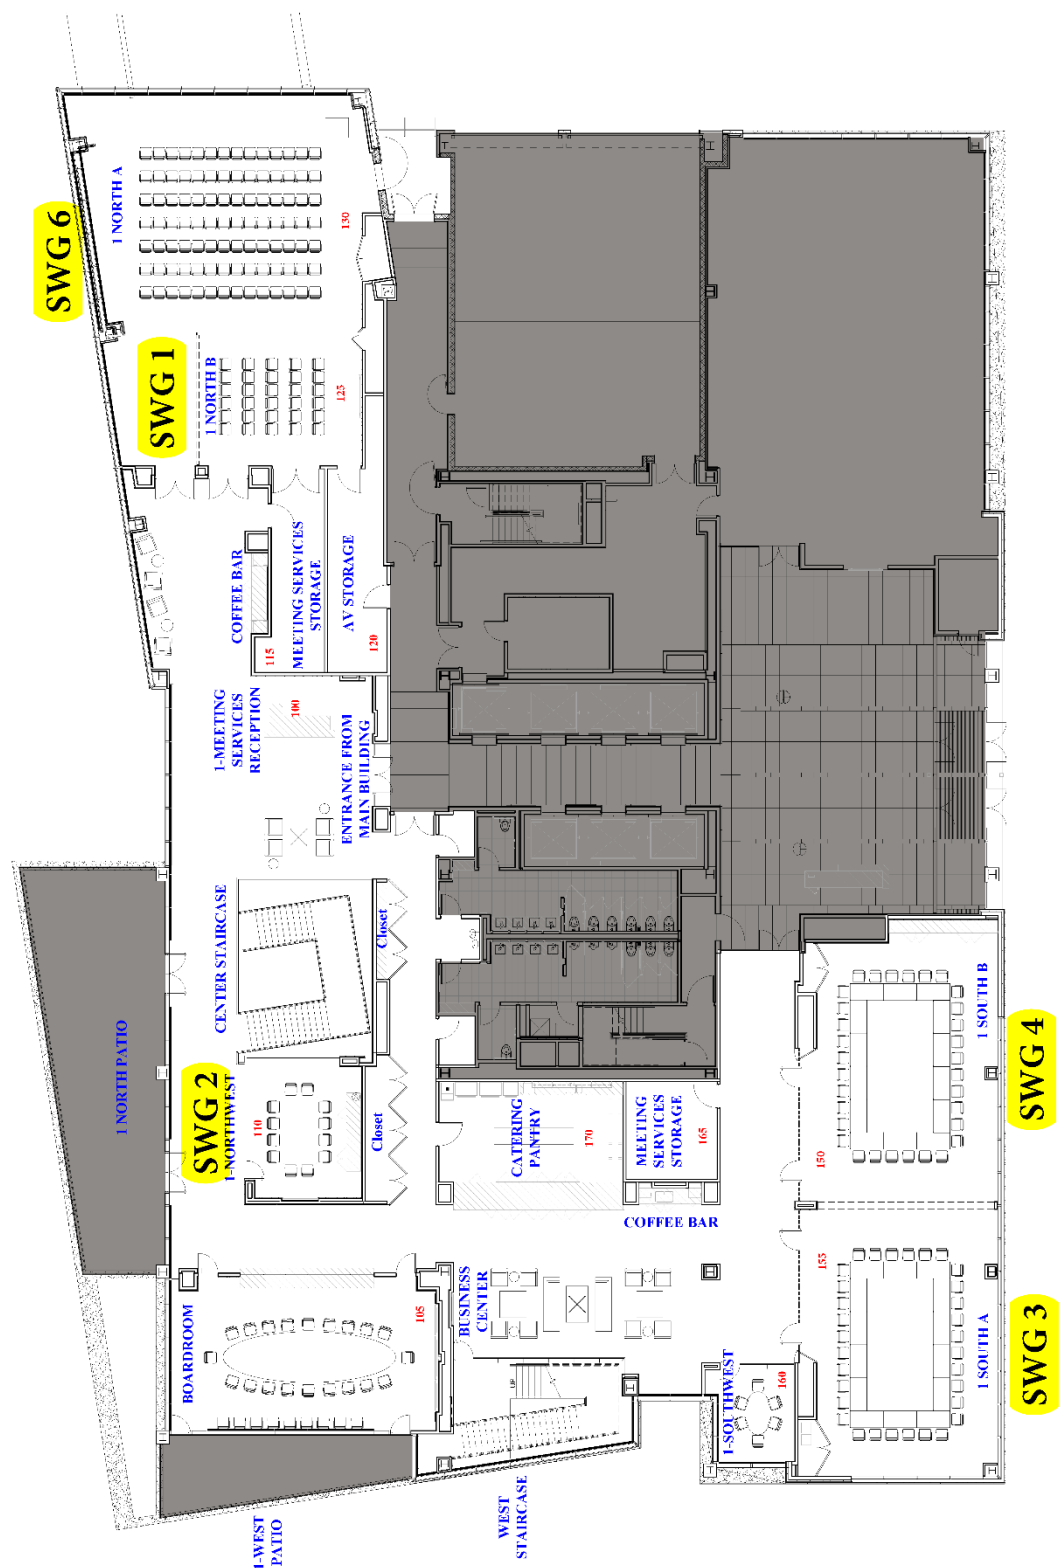 SWG 6
1 NORTH A
130
SWG 1
1 NORTH B
125
COFFEE BAR
115
MEETING SERVICES
STORAGE
AV STORAGE
120
1-MEETING
SERVICES
RECEPTION
100
ENTRANCE FROM
MAIN BUILDING
CENTER STAIRCASE
Closet
1 NORTH PATIO
SWG 2
1-NORTHWEST
110
Closet
CATERING
PANTRY
170
MEETING
SERVICES
STORAGE
165
COFFEE BAR
150
1 SOUTH B
SWG 4
BOARDROOM
105
BUSINESS
CENTER
155
1 SOUTH A
SWG 3
UP
1-SOUTHWEST
160
1-WEST
PATIO
WEST
STAIRCASE